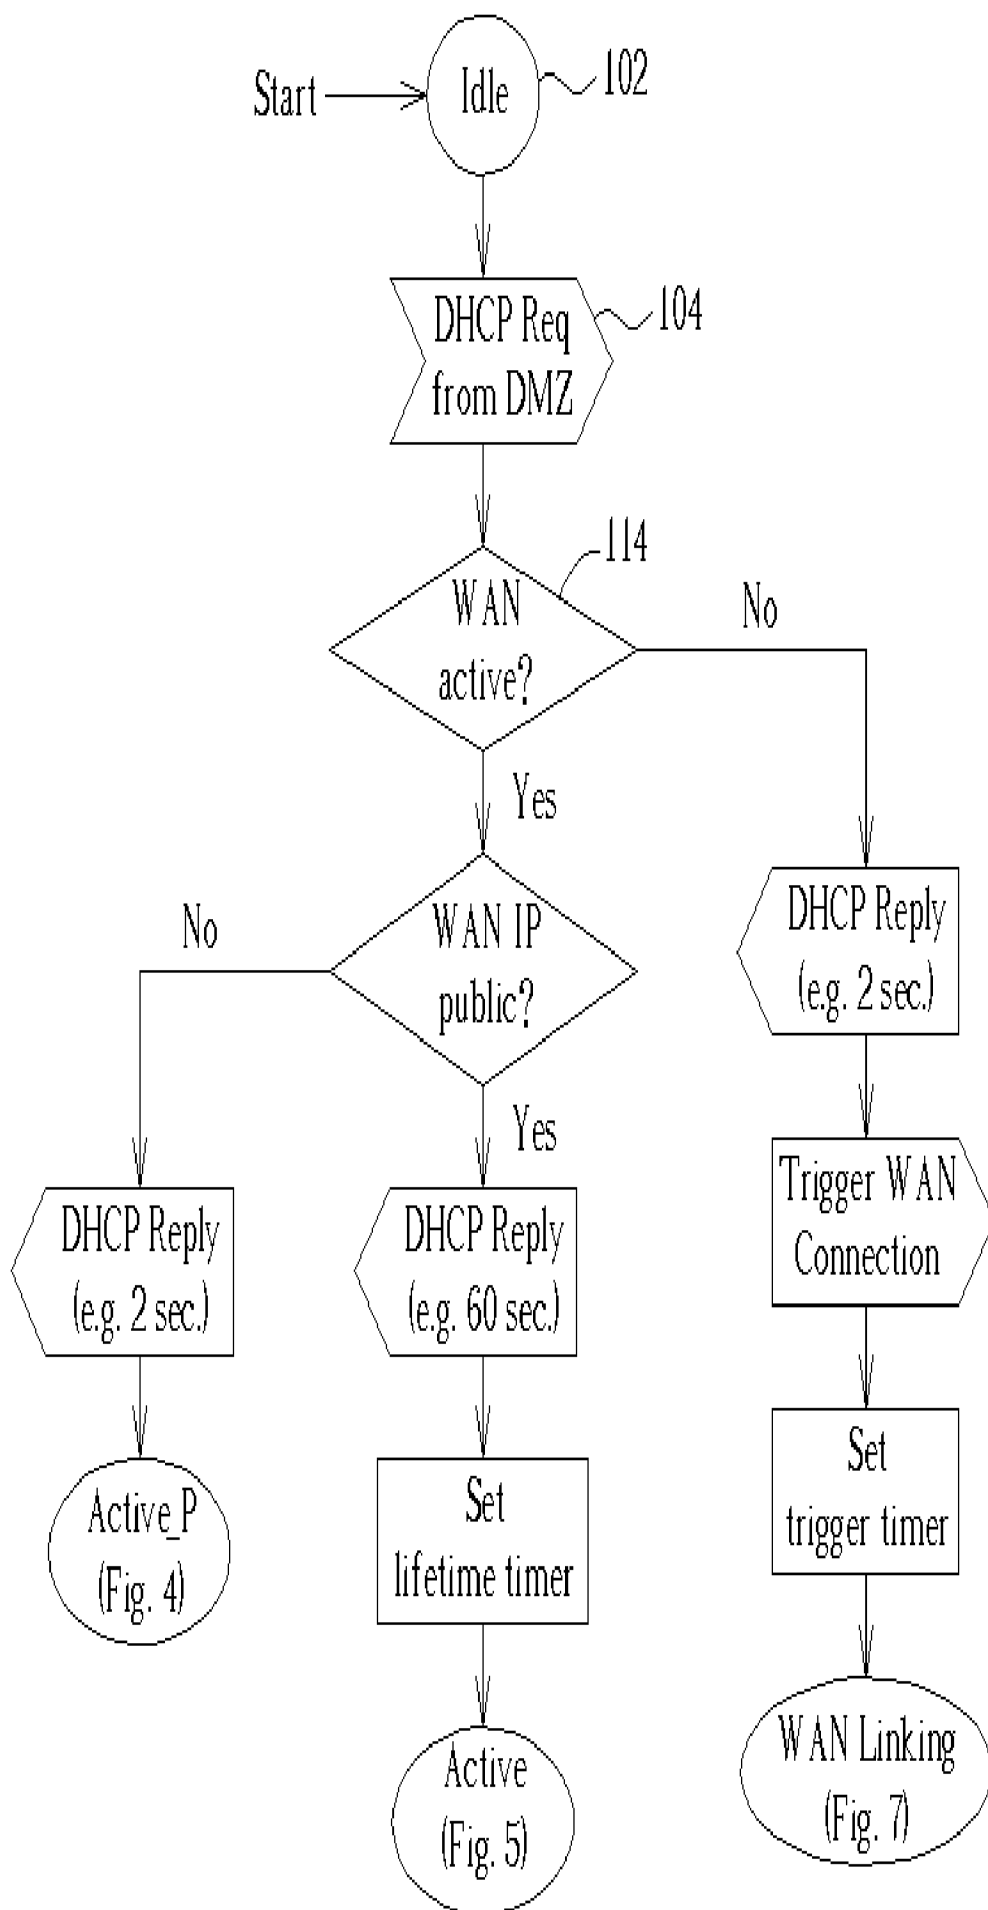 Start
Idle
102
DHCP Req
from DMZ
104
114
WAN
active?
No
Yes
WAN IP
public?
No
Yes
DHCP Reply
(e.g. 2 sec.)
Trigger WAN
Connection
Set
trigger timer
WAN Linking
(Fig. 7)
DHCP Reply
(e.g. 2 sec.)
Active_P
(Fig. 4)
DHCP Reply
(e.g. 60 sec.)
Set
lifetime timer
Active
(Fig. 5)